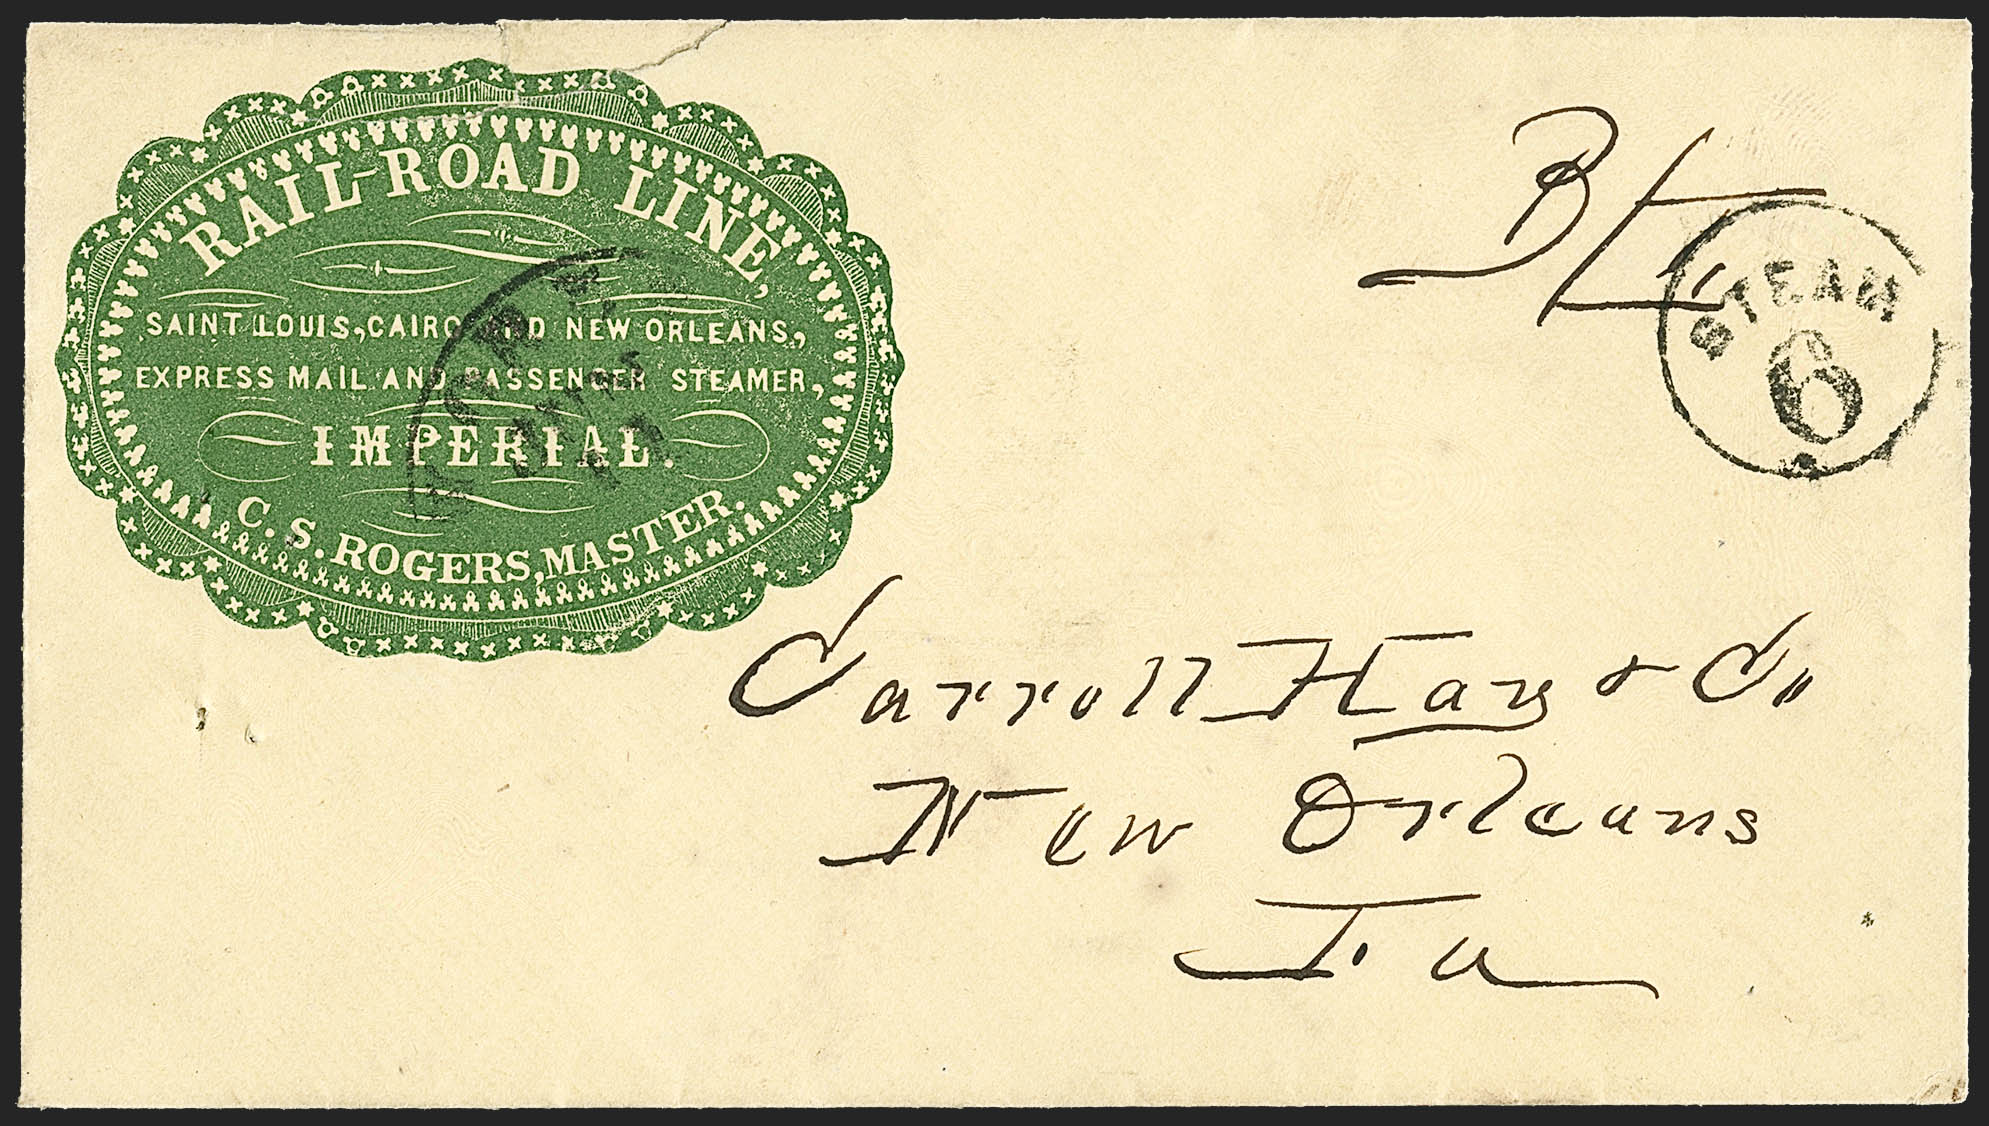 RAIL-ROAD LINE,
SAINT LOUIS, CAIRO AND NEW ORLEANS,
EXPRESS MAIL AND PASSENGER STEAMER,
IMPERIAL.
C. S. ROGERS, MASTER.
STEAM
6
Carroll Hay & Co
New Orleans
La